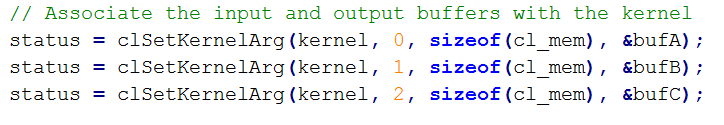 // Associate the input and output buffers with the kernel
status = clSetKernelArg(kernel, 0, sizeof(cl_mem), &bufA);
status = clSetKernelArg(kernel, 1, sizeof(cl_mem), &bufB);
status = clSetKernelArg(kernel, 2, sizeof(cl_mem), &bufC);